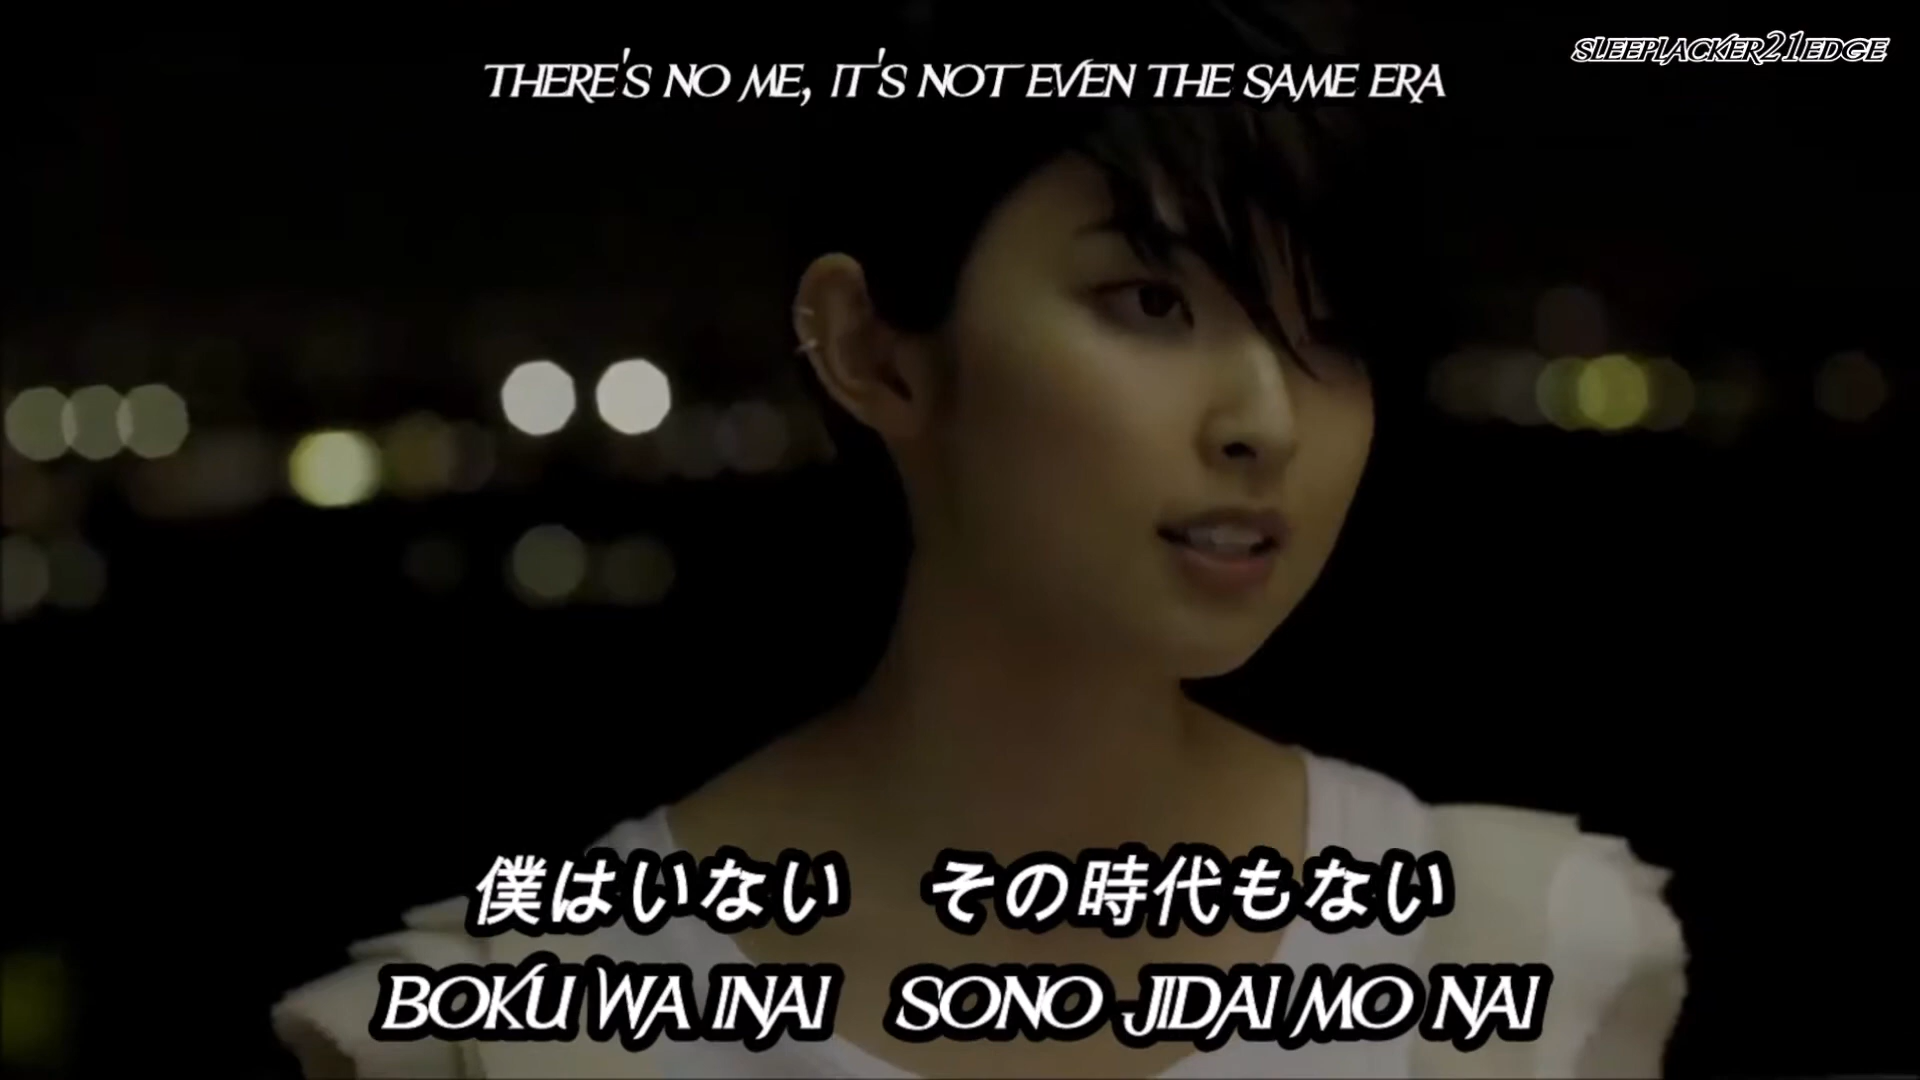 SLEEPLACKER21EDGE
THERE'S NO ME, IT'S NOT EVEN THE SAME ERA
僕はいない　その時代もない
BOKU WA INAI SONO JIDAI MO NAI